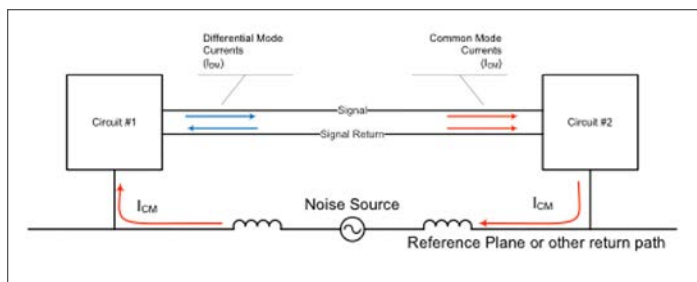 Differential Mode
Currents
(IDM)
Common Mode
Currents
(ICM)
Circuit #1
Signal
Signal Return
Circuit #2
ICM
Noise Source
ICM
Reference Plane or other return path